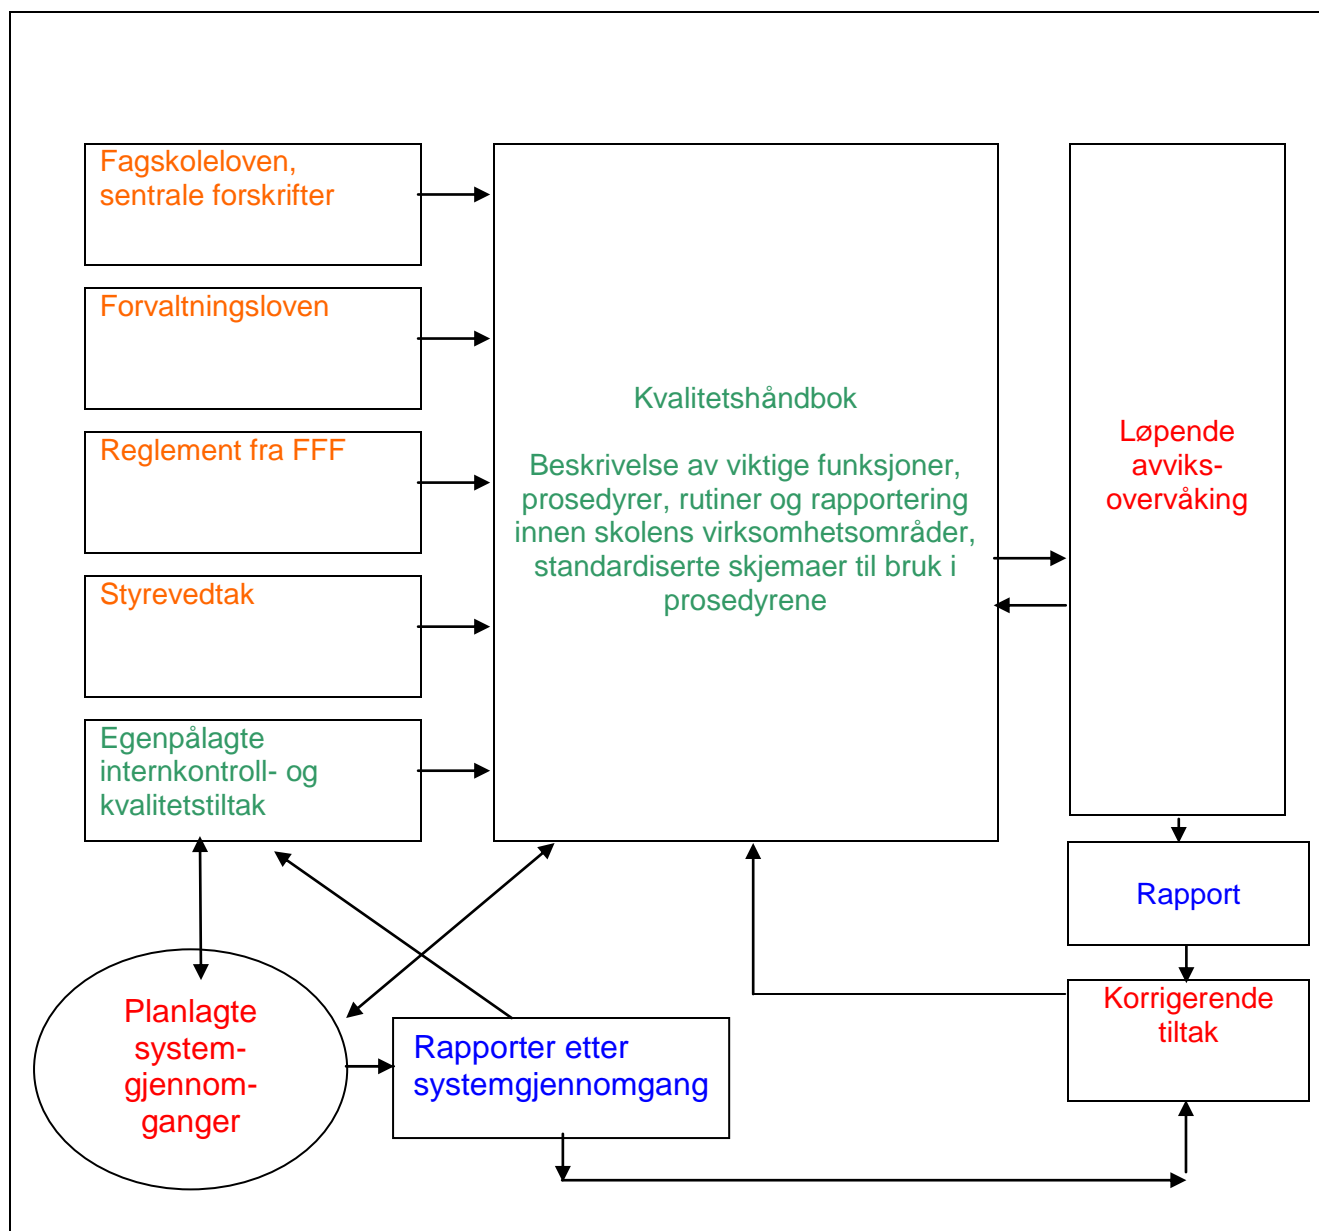 Fagskoleloven,
sentrale forskrifter
Forvaltningsloven
Reglement fra FFF
Styrevedtak
Egenpålagte
internkontroll- og
kvalitetstiltak
Kvalitetshåndbok
Beskrivelse av viktige funksjoner,
prosedyrer, rutiner og rapportering
innen skolens virksomhetsområder,
standardiserte skjemaer til bruk i
prosedyrene
Løpende
avviks-
overvåking
Rapport
Korrigerende
tiltak
Planlagte
system-
gjennom-
ganger
Rapporter etter
systemgjennomgang